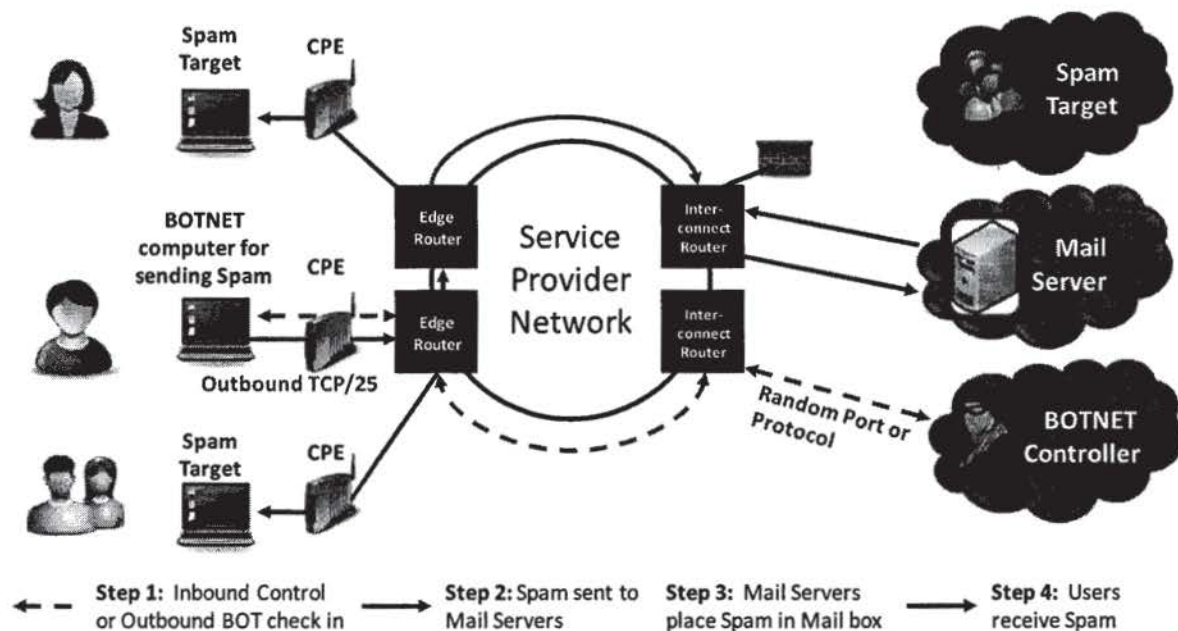 Spam
Target
CPE
Spam
Target
Edge
Router
Inter-
connect
Router
Service
Provider
Network
BOTNET
computer for
sending Spam
CPE
Mail
Server
Edge
Router
Inter-
connect
Router
Outbound TCP/25
Random Port or
Protocol
BOTNET
Controller
Spam
Target
CPE
Step 1: Inbound Control
or Outbound BOT check in
Step 2: Spam sent to
Mail Servers
Step 3: Mail Servers
place Spam in Mail box
Step 4: Users
receive Spam